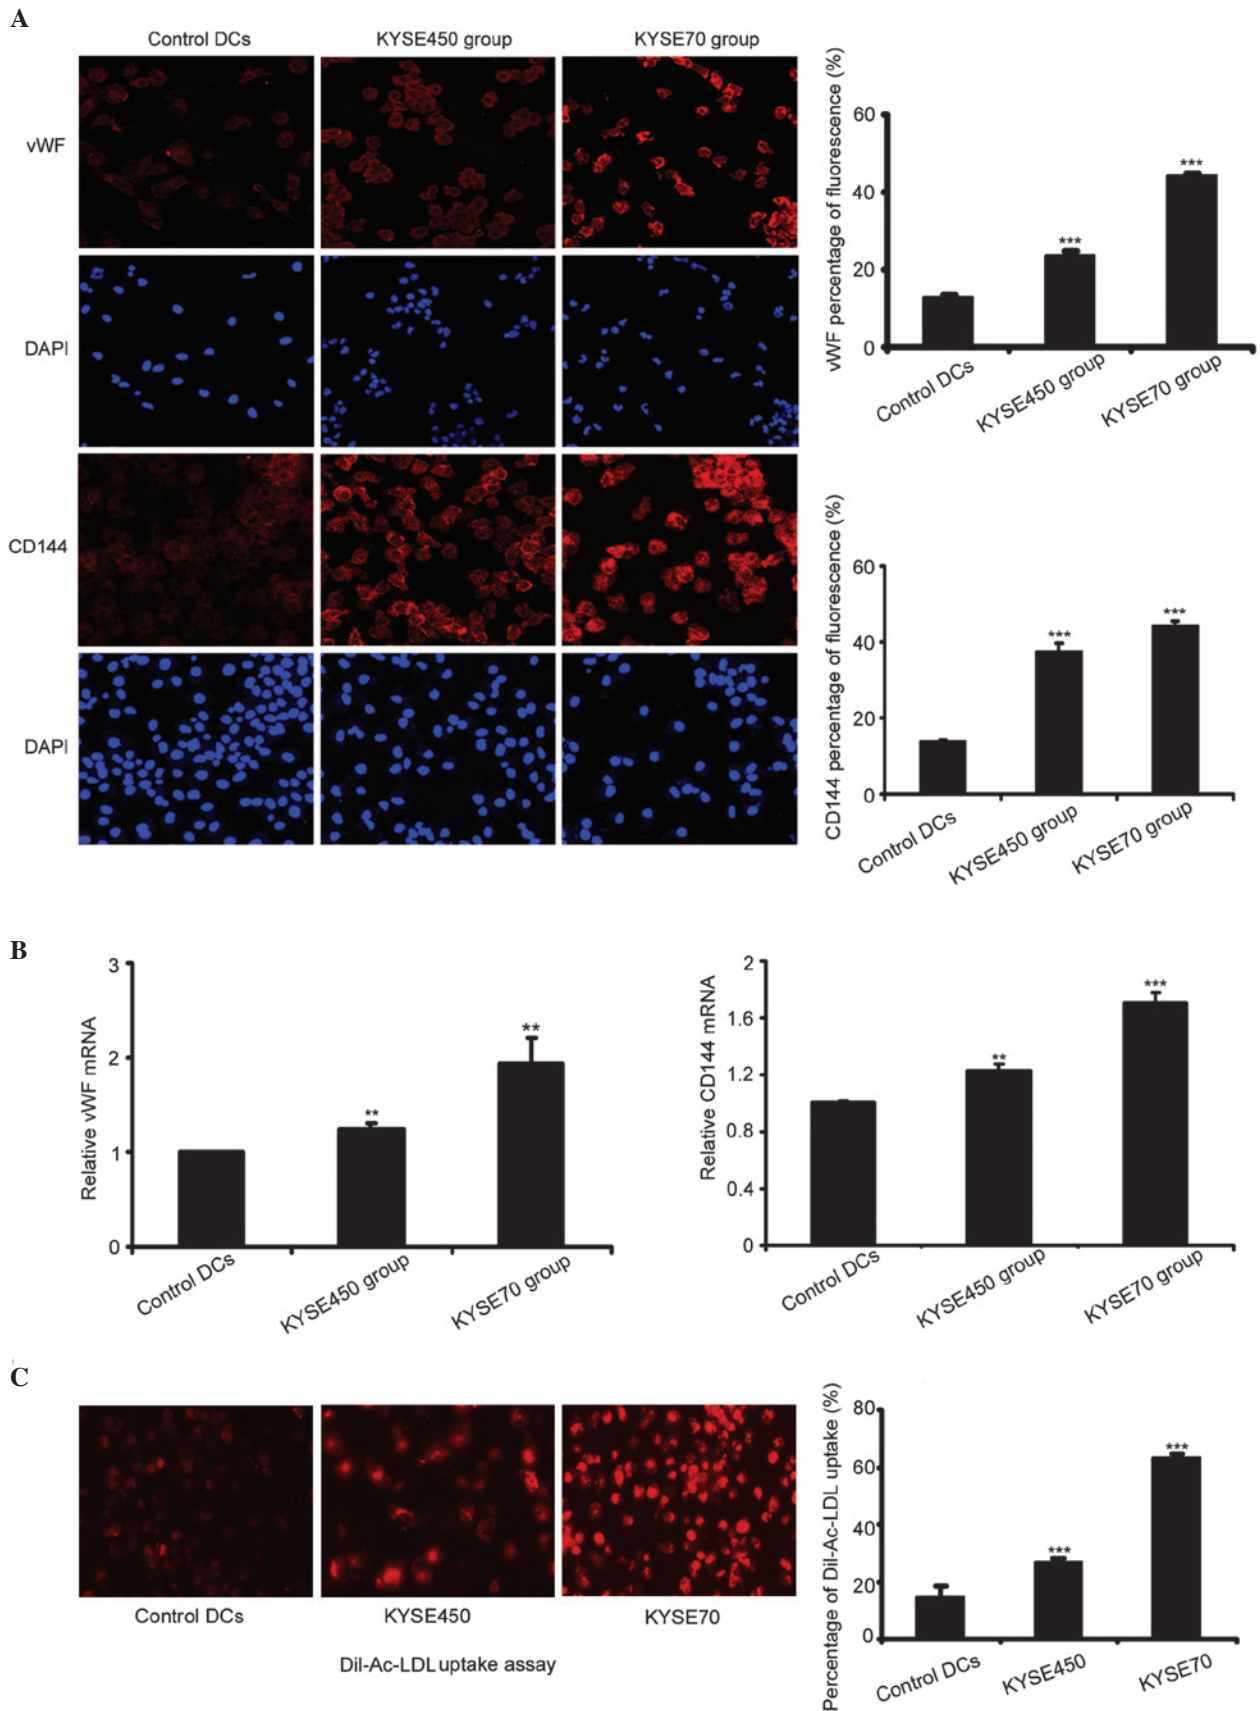 A
Control DCs
KYSE450 group
KYSE70 group
vWF
DAPI
CD144
DAPI
vWF percentage of fluorescence (%)
60
40
20
0
***
***
Control DCs
KYSE450 group
KYSE70 group
CD144 percentage of fluorescence (%)
60
40
20
0
***
***
Control DCs
KYSE450 group
KYSE70 group
B
Relative vWF mRNA
3
2
1
0
**
**
Control DCs
KYSE450 group
KYSE70 group
Relative CD144 mRNA
2
1.6
1.2
0.8
0.4
0
**
***
Control DCs
KYSE450 group
KYSE70 group
C
Control DCs
KYSE450
KYSE70
Dil-Ac-LDL uptake assay
Percentage of Dil-Ac-LDL uptake (%)
80
60
40
20
0
***
***
Control DCs
KYSE450
KYSE70